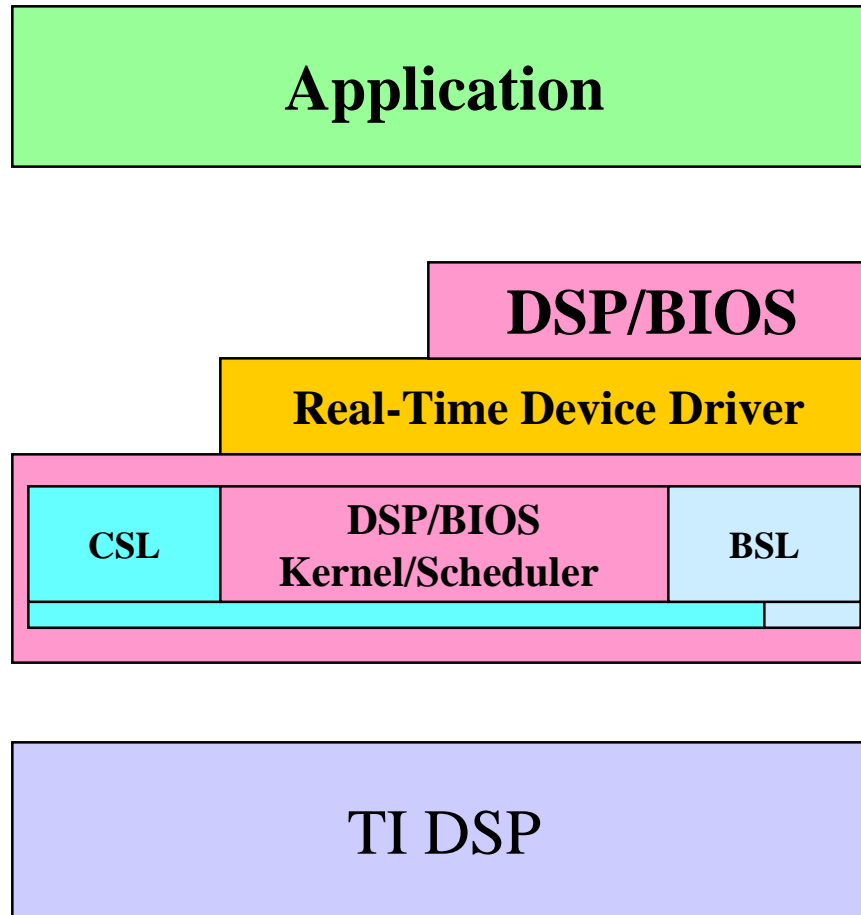 Application
DSP/BIOS
Real-Time Device Driver
CSL
DSP/BIOS
Kernel/Scheduler
BSL
TI DSP